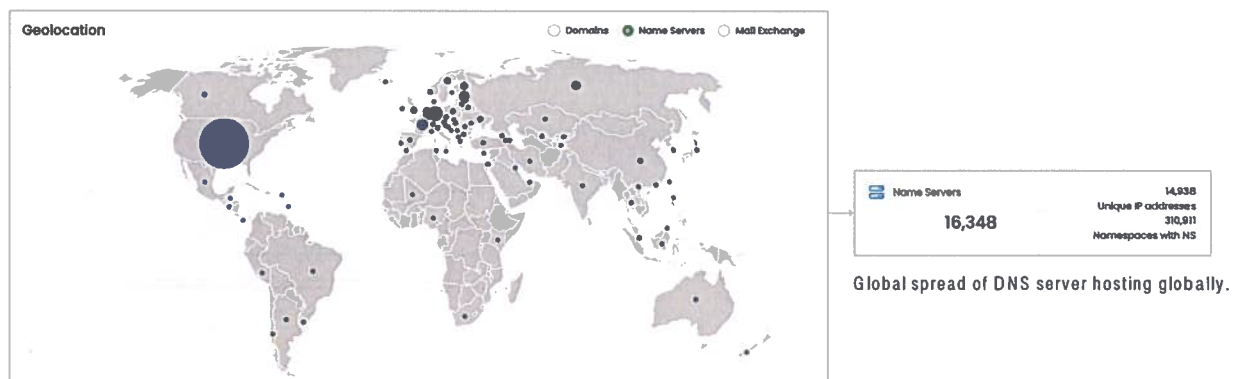 Geolocation
Domains
Name Servers
Mail Exchange
Name Servers
16,348
14,938
Unique IP addresses
310,911
Namespaces with NS
Global spread of DNS server hosting globally.